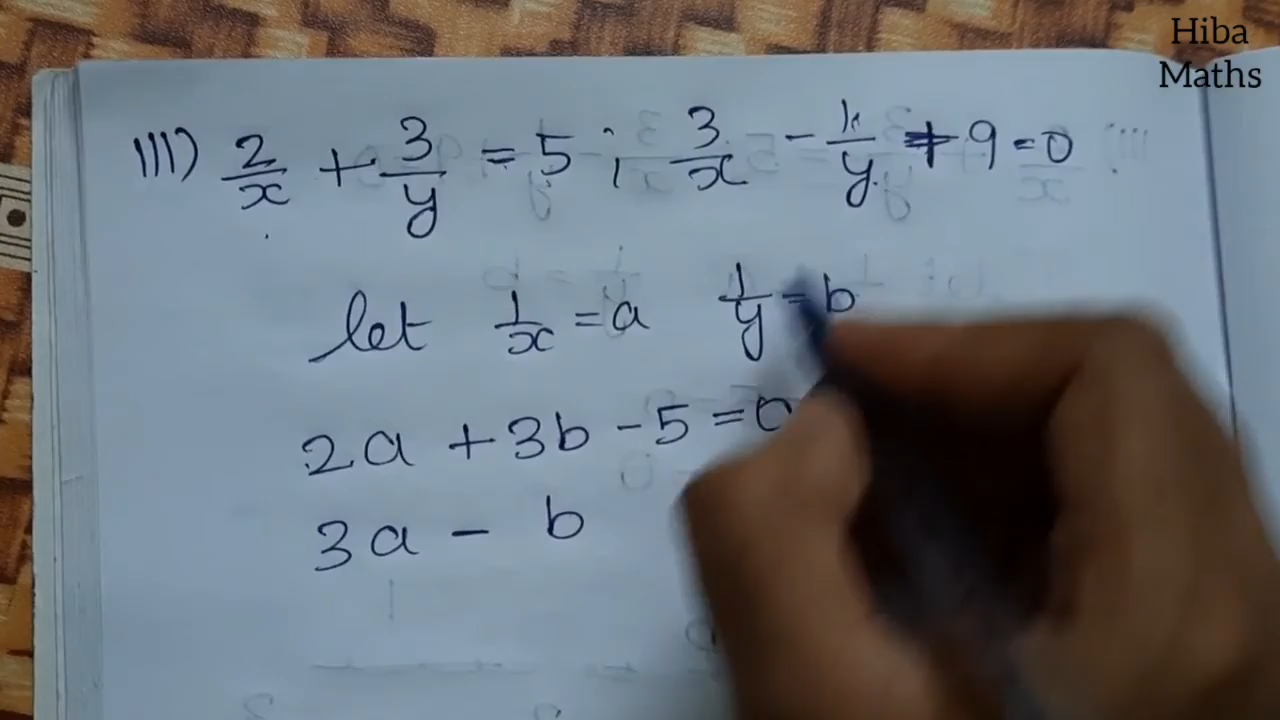 Hiba
Maths
III) 2/x + 3/y = 5 ; 3/x - 1/y + 9 = 0
let 1/x = a 1/y = b
2a + 3b - 5 = 0
3a - b